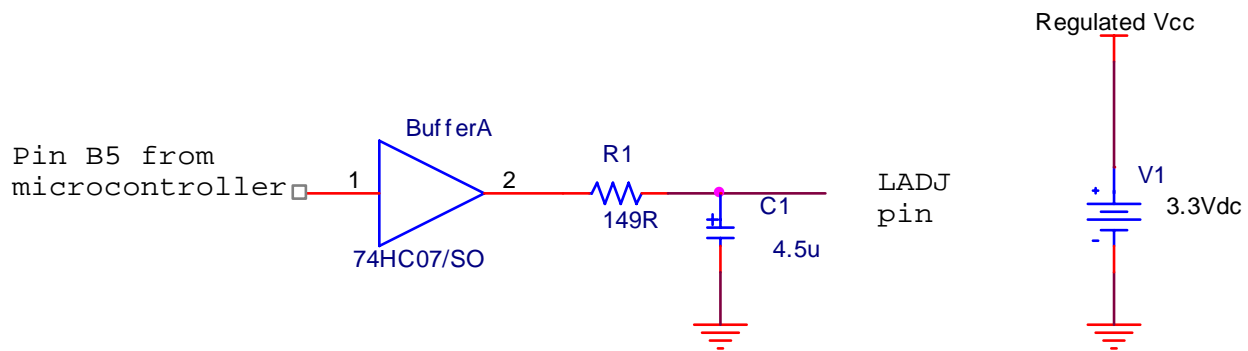 Regulated Vcc
BufferA
Pin B5 from
microcontroller
1
2
R1
149R
74HC07/SO
C1
4.5u
LADJ
pin
+
V1
3.3Vdc
-